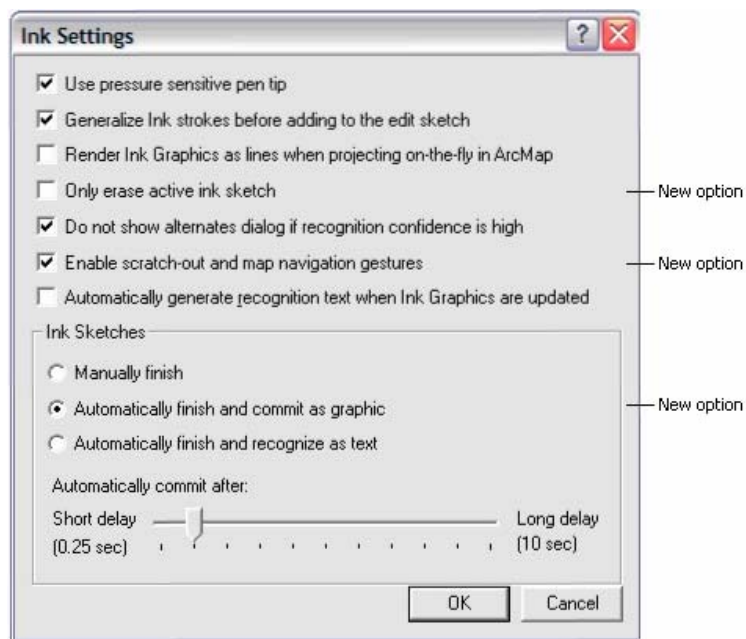 Ink Settings
?
Use pressure sensitive pen tip
Generalize Ink strokes before adding to the edit sketch
Render Ink Graphics as lines when projecting on-the-fly in ArcMap
Only erase active ink sketch
New option
Do not show alternates dialog if recognition confidence is high
Enable scratch-out and map navigation gestures
New option
Automatically generate recognition text when Ink Graphics are updated
Ink Sketches
Manually finish
Automatically finish and commit as graphic
New option
Automatically finish and recognize as text
Automatically commit after:
Short delay
(0.25 sec)
Long delay
(10 sec)
OK
Cancel